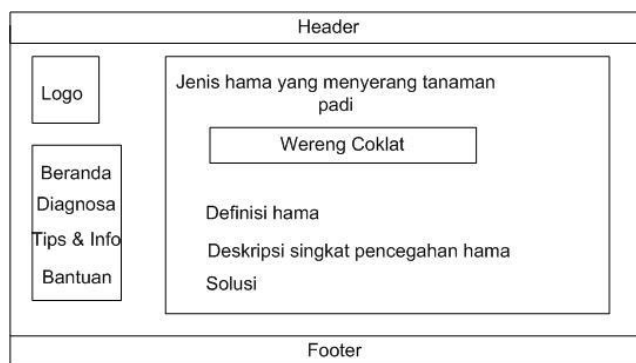 Header
Logo
Beranda
Diagnosa
Tips & Info
Bantuan
Jenis hama yang menyerang tanaman
padi
Wereng Coklat
Definisi hama
Deskripsi singkat pencegahan hama
Solusi
Footer